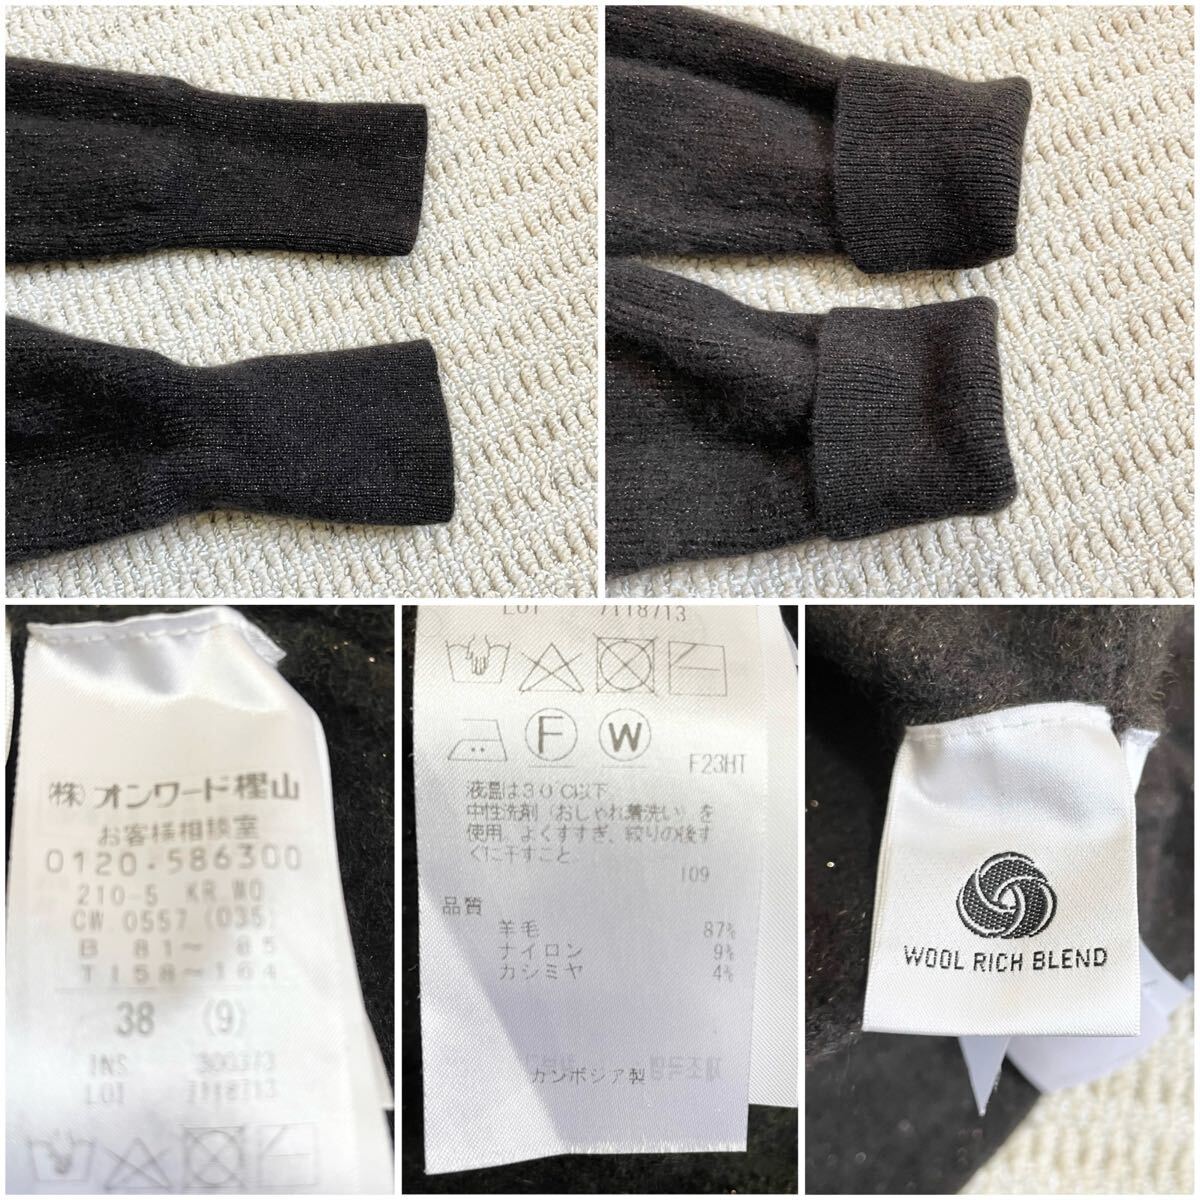 (株)オンワード樫山
お客様相談室
0120-586300
210-5 KR.WO
CW 0557 (035)
B 81～85
T158～164
38 (9)
INS 300373
LOT 7118713
LOT 7118713
F
W
F23HT
液温は30℃以下
中性洗剤（おしゃれ着洗い）を
使用、よくすすぎ、絞りの後す
ぐに干すこと.
109
品質
羊毛 87%
ナイロン 9%
カシミヤ 4%
カンボジア製
WOOL RICH BLEND